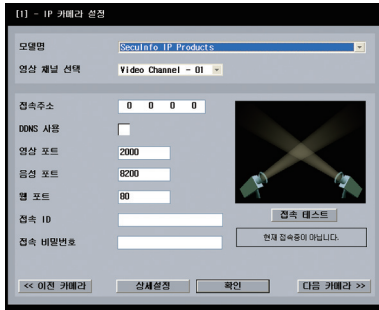 [1] - IP 카메라 설정
모델명 SecuInfo IP Products
영상 채널 선택 Video Channel - 01
접속주소 0 0 0 0
DDNS 사용
영상 포트 2000
음성 포트 8200
웹 포트 80
접속 ID
접속 비밀번호
접속 테스트
현재 접속중이 아닙니다.
<< 이전 카메라 상세설정 확인 다음 카메라 >>